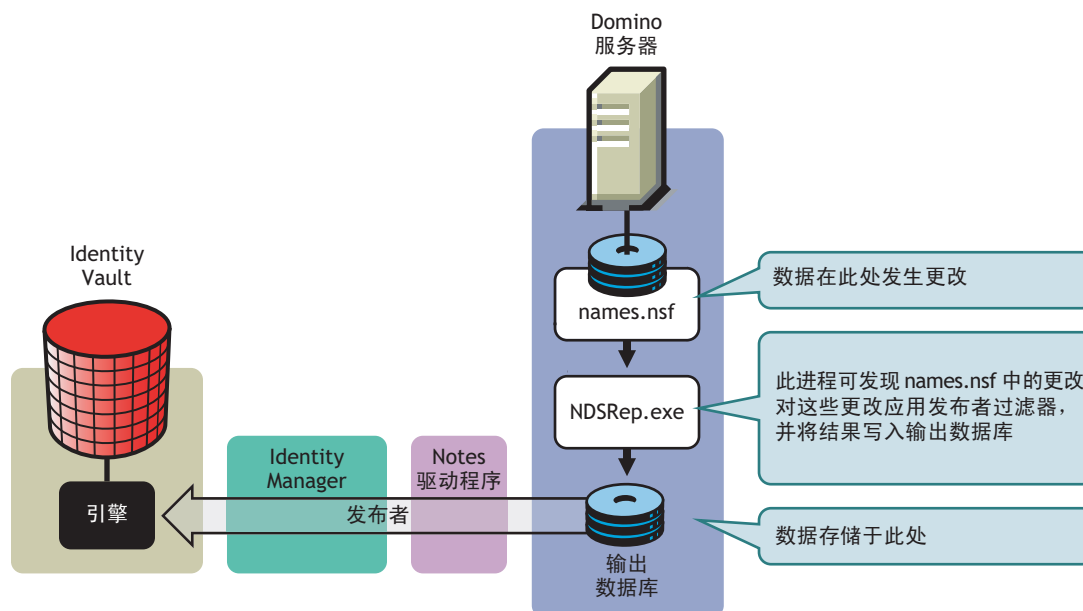 Domino
服务器
Identity
Vault
names.nsf
数据在此处发生更改
NDSRep.exe
此进程可发现 names.nsf 中的更改
对这些更改应用发布者过滤器，
并将结果写入输出数据库
Identity
Manager
Notes
驱动程序
引擎
发布者
数据存储于此处
输出
数据库